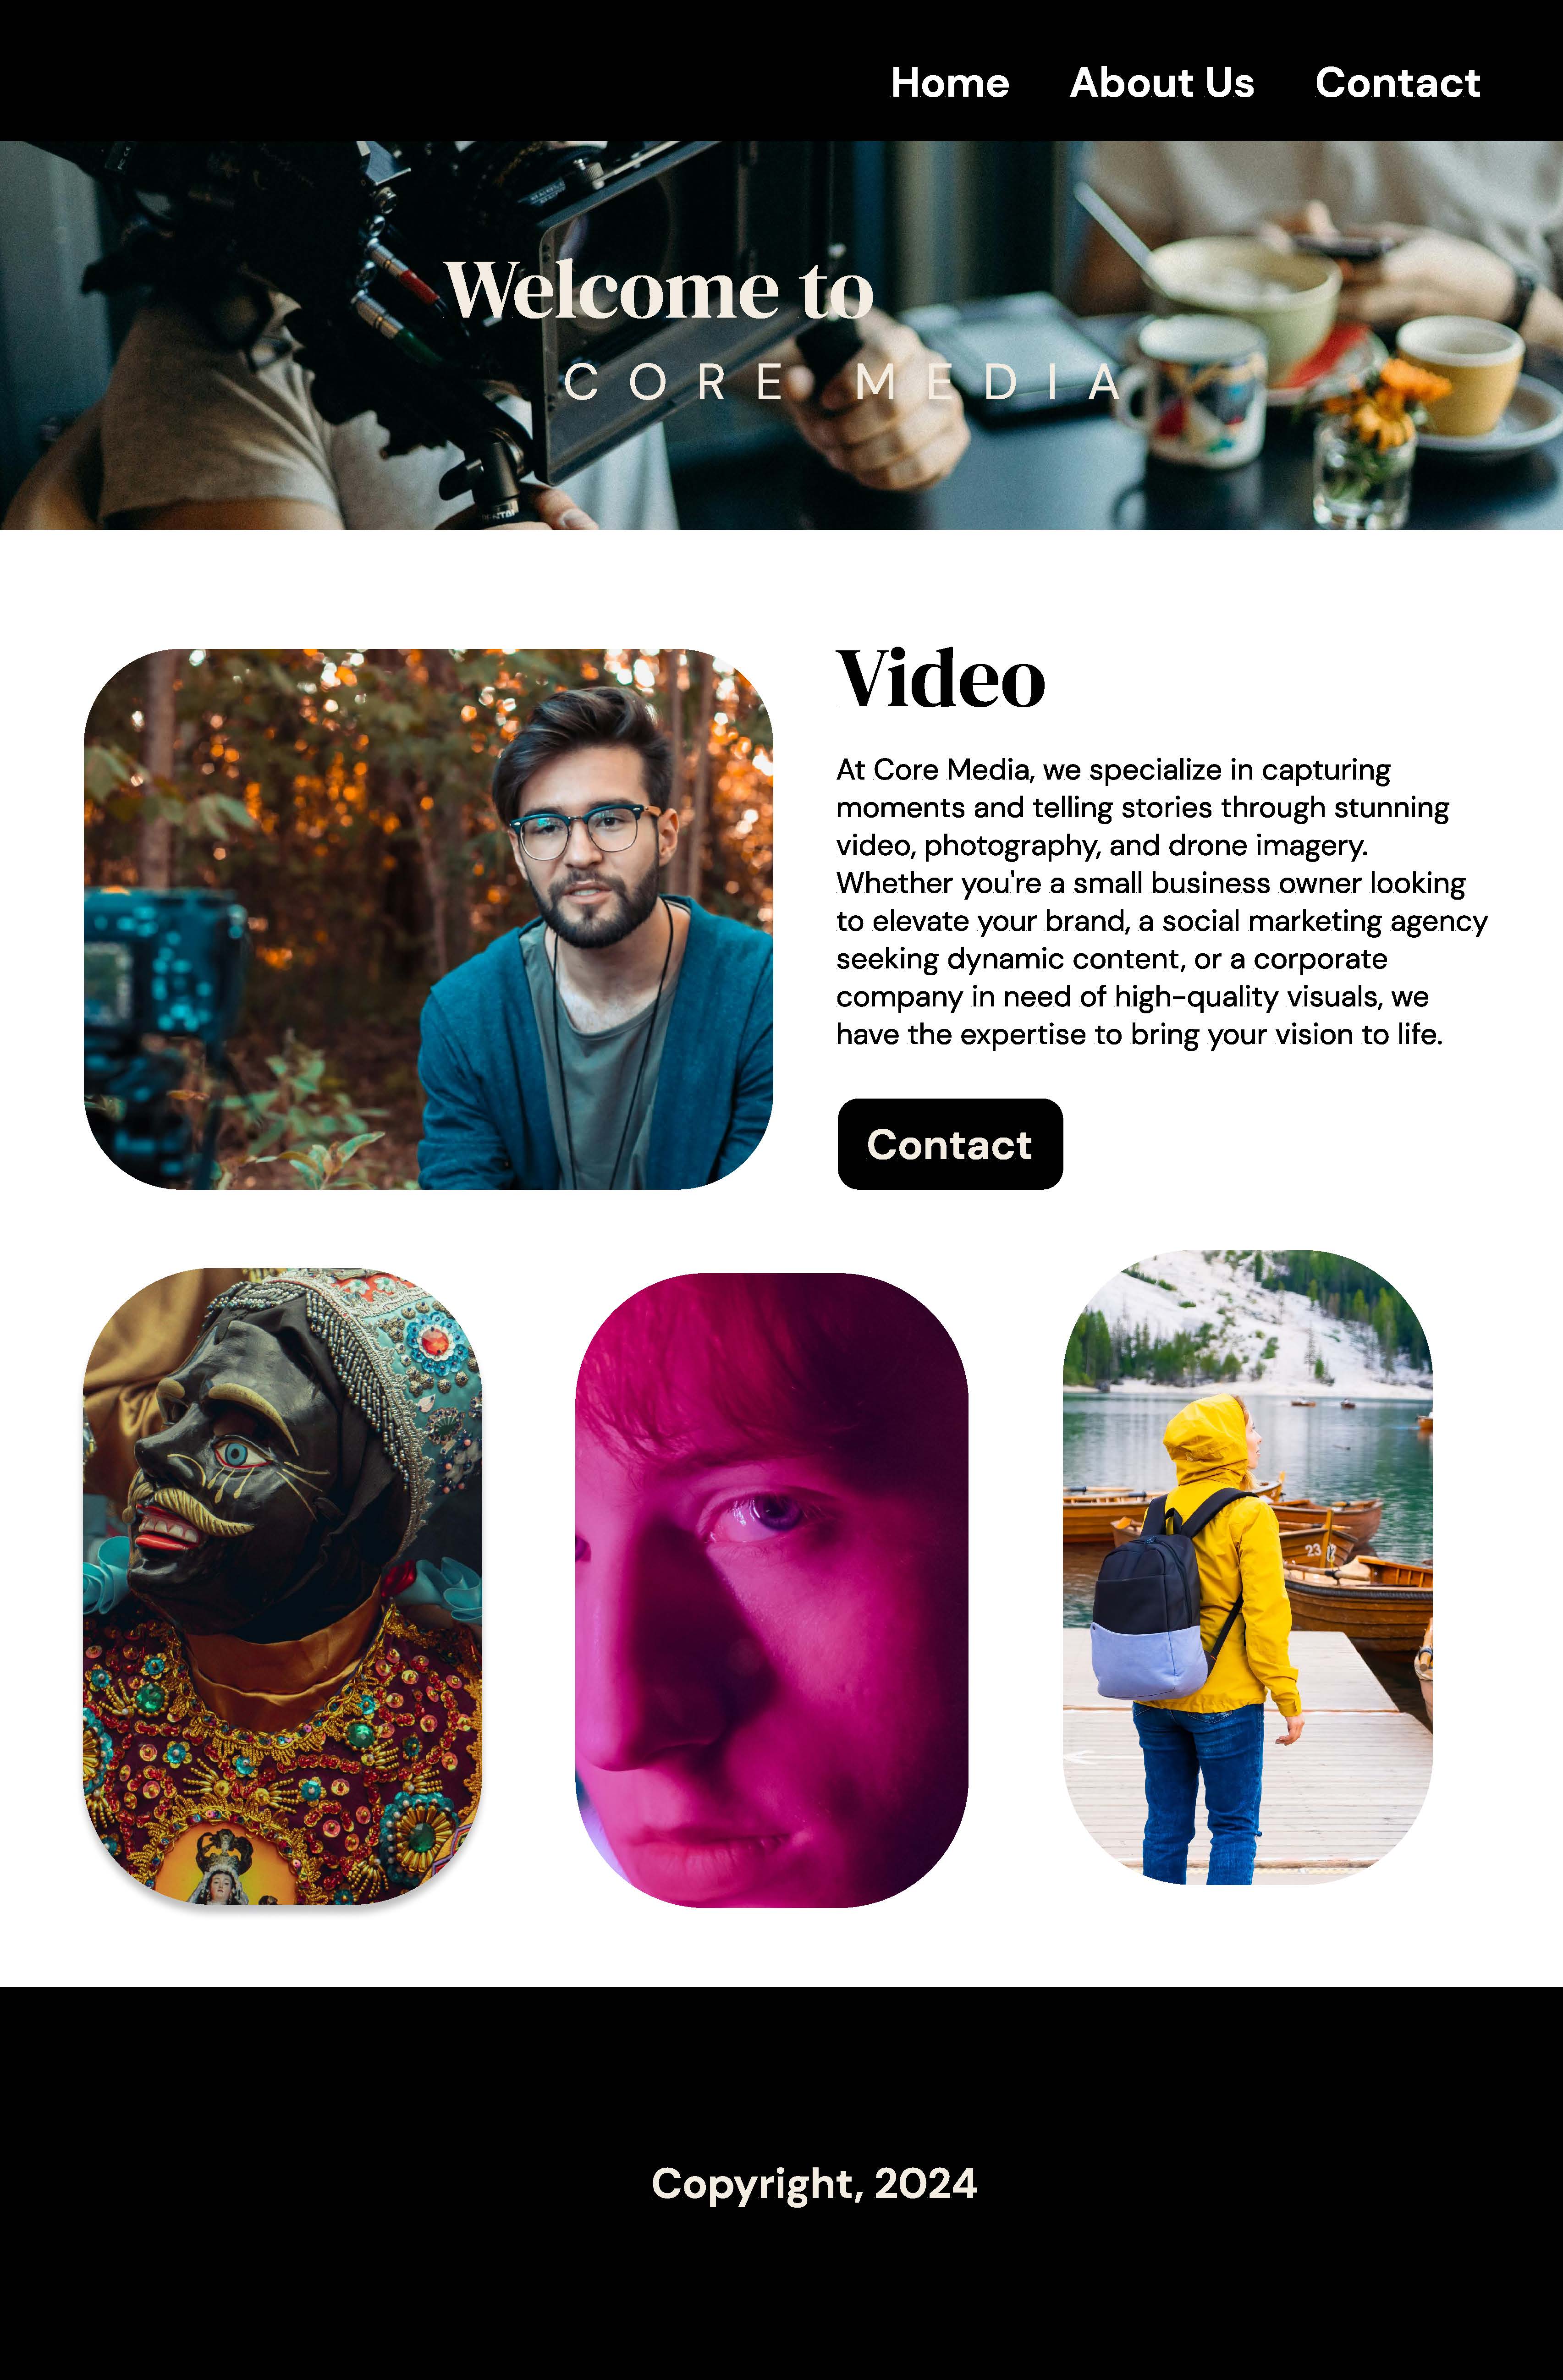 Home About Us Contact
Welcome to
CORE MEDIA
Video
At Core Media, we specialize in capturing
moments and telling stories through stunning
video, photography, and drone imagery.
Whether you're a small business owner looking
to elevate your brand, a social marketing agency
seeking dynamic content, or a corporate
company in need of high-quality visuals, we
have the expertise to bring your vision to life.
Contact
23
Copyright, 2024